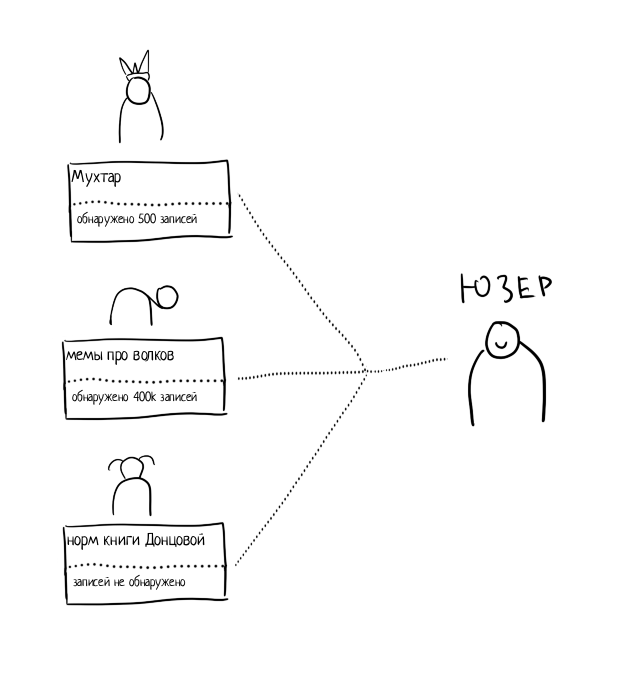 Мухтар
обнаружено 500 записей
мемы про волков
обнаружено 400k записей
норм книги Донцовой
записей не обнаружено
ЮЗЕР